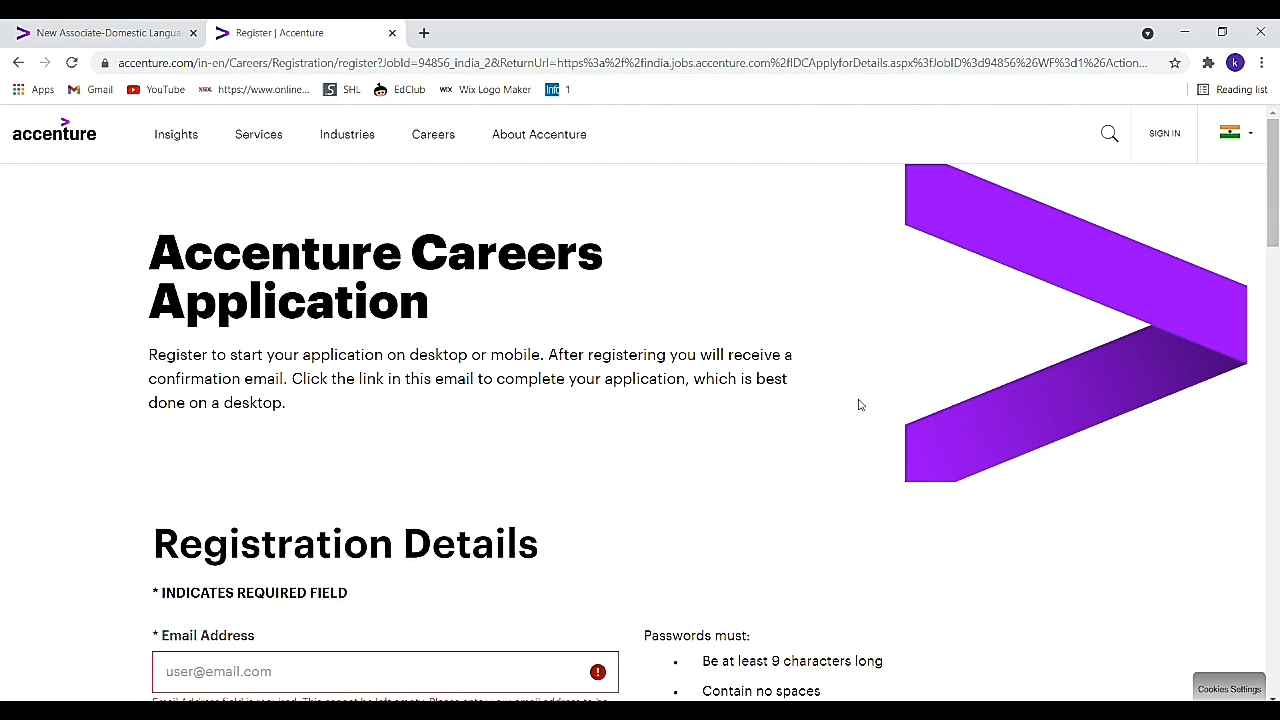 New Associate-Domestic Langua
Register | Accenture
accenture.com/in-en/Careers/Registration/register?JobId=94856_india_2&ReturnUrl=https%3a%2f%2findia.jobs.accenture.com%2fIDCApplyforDetails.aspx%3fJobID%3d94856%26WF%3d1%26Action...
Apps
Gmail
YouTube
NSDL
https://www.online...
S
SHL
EdClub
WIX
Wix Logo Maker
Inft
1
Reading list
k
accenture
Insights
Services
Industries
Careers
About Accenture
SIGN IN
Accenture Careers
Application
Register to start your application on desktop or mobile. After registering you will receive a
confirmation email. Click the link in this email to complete your application, which is best
done on a desktop.
Registration Details
* INDICATES REQUIRED FIELD
* Email Address
user@email.com
Passwords must:
• Be at least 9 characters long
• Contain no spaces
Cookies Settings